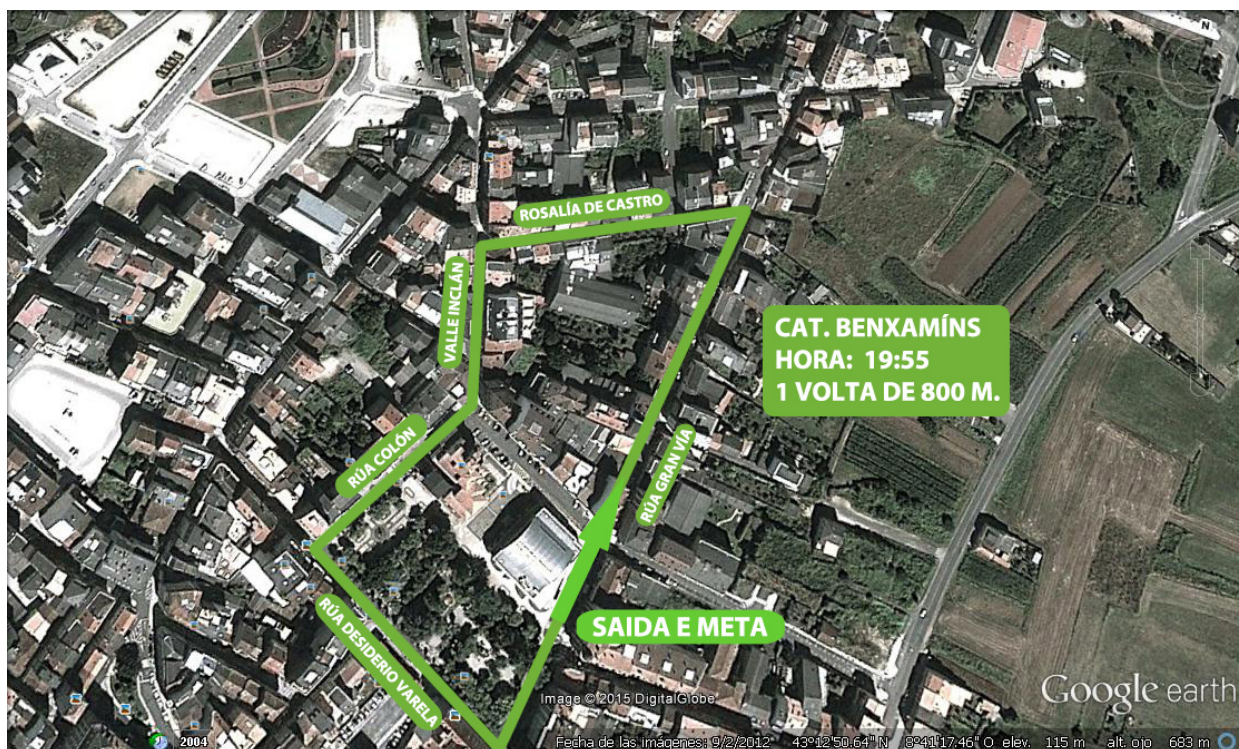 N
ROSALÍA DE CASTRO
VALLE INCLÁN
CAT. BENXAMÍNS
HORA: 19:55
1 VOLTA DE 800 M.
RÚA COLÓN
RÚA GRAN VÍA
RÚA DESIDERIO VARELA
SAIDA E META
Image © 2015 DigitalGlobe
Google earth
2004
Fecha de las imágenes: 9/2/2012 43°12'50.64" N 8°41'17.46" O elev. 115 m alt. ojo 683 m